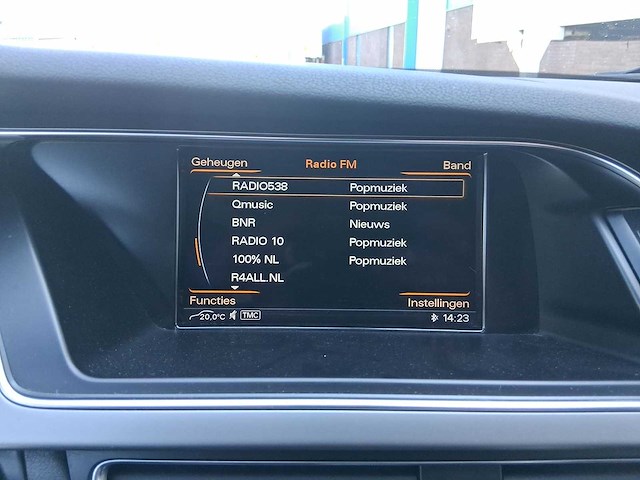 Geheugen Radio FM Band
RADIO538 Popmuziek
Qmusic Popmuziek
BNR Nieuws
RADIO 10 Popmuziek
100% NL Popmuziek
R4ALL.NL
Functies Instellingen
20,0°C TMC 14:23